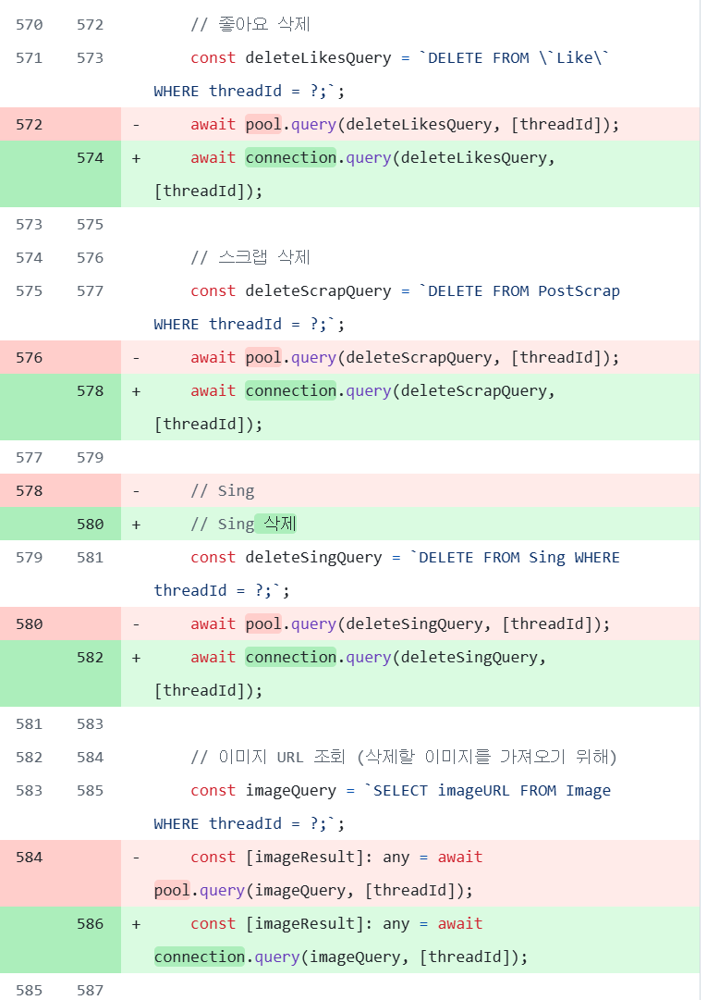 570 572 // 좋아요 삭제
571 573 const deleteLikesQuery = `DELETE FROM \`Like\`
WHERE threadId = ?;`;
572 - await pool.query(deleteLikesQuery, [threadId]);
574 + await connection.query(deleteLikesQuery,
[threadId]);
573 575
574 576 // 스크랩 삭제
575 577 const deleteScrapQuery = `DELETE FROM PostScrap
WHERE threadId = ?;`;
576 - await pool.query(deleteScrapQuery, [threadId]);
578 + await connection.query(deleteScrapQuery,
[threadId]);
577 579
578 - // Sing
580 + // Sing 삭제
579 581 const deleteSingQuery = `DELETE FROM Sing WHERE
threadId = ?;`;
580 - await pool.query(deleteSingQuery, [threadId]);
582 + await connection.query(deleteSingQuery,
[threadId]);
581 583
582 584 // 이미지 URL 조회 (삭제할 이미지를 가져오기 위해)
583 585 const imageQuery = `SELECT imageURL FROM Image
WHERE threadId = ?;`;
584 - const [imageResult]: any = await
pool.query(imageQuery, [threadId]);
586 + const [imageResult]: any = await
connection.query(imageQuery, [threadId]);
585 587